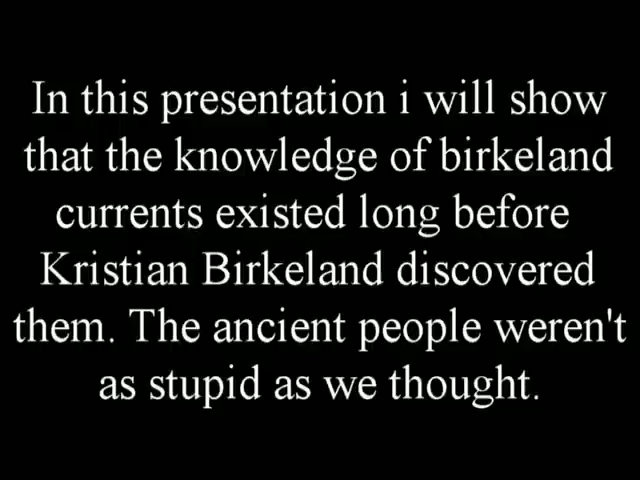 In this presentation i will show
that the knowledge of birkeland
currents existed long before
Kristian Birkeland discovered
them. The ancient people weren't
as stupid as we thought.